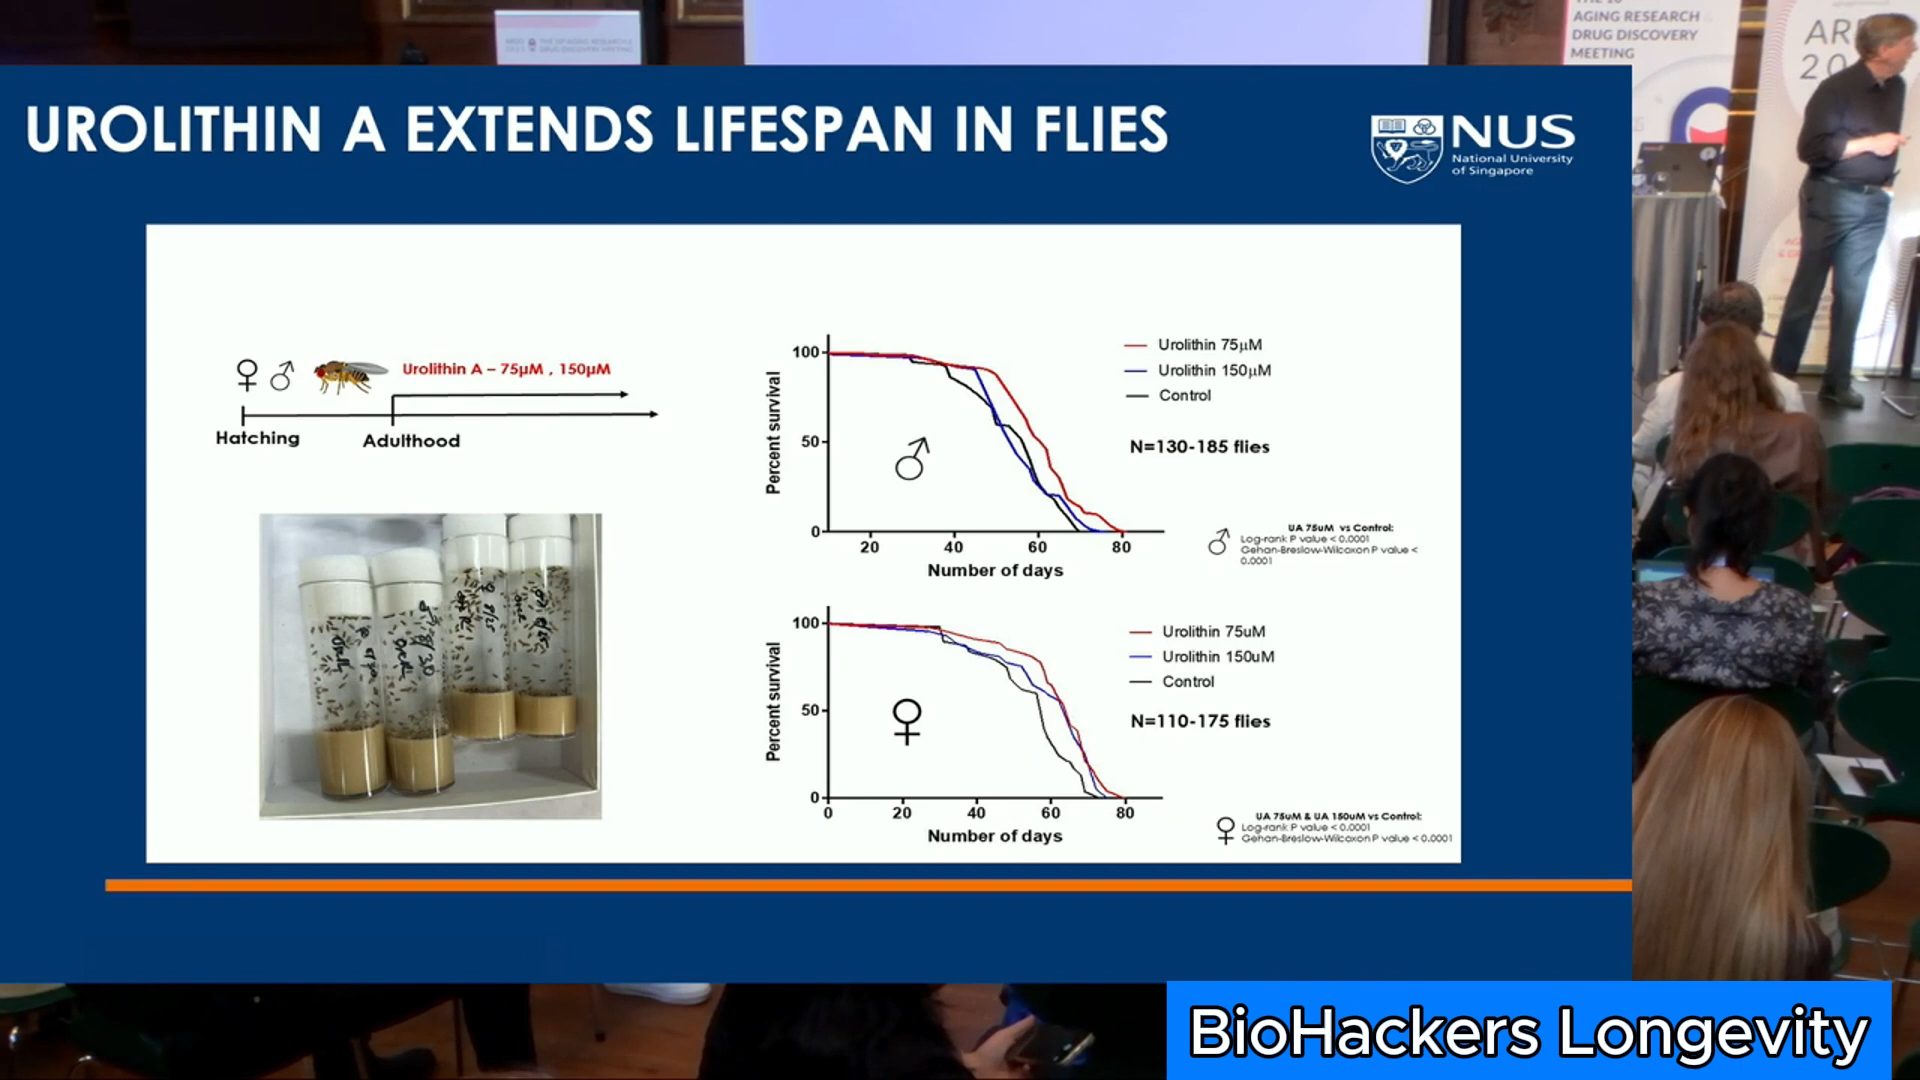 AGING RESEARCH
DRUG DISCOVERY
MEETING
UROLITHIN A EXTENDS LIFESPAN IN FLIES
NUS
National University
of Singapore
Urolithin A – 75µM , 150µM
Hatching
Adulthood
100
50
0
Percent survival
20 40 60 80
Number of days
Urolithin 75µM
Urolithin 150µM
Control
N=130-185 flies
UA 75uM vs Control:
Log-rank P value < 0.0001
Gehan-Breslow-Wilcoxon P value <
0.0001
100
50
0
Percent survival
0 20 40 60 80
Number of days
Urolithin 75uM
Urolithin 150uM
Control
N=110-175 flies
UA 75uM & UA 150uM vs Control:
Log-rank P value < 0.0001
Gehan-Breslow-Wilcoxon P value < 0.0001
BioHackers Longevity